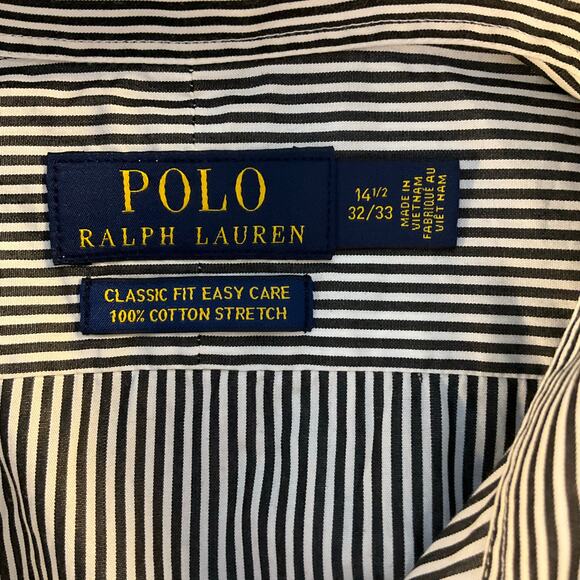 POLO
RALPH LAUREN
14 1/2
32/33
MADE IN
VIETNAM
FABRIQUÉ AU
VIÊT NAM
CLASSIC FIT EASY CARE
100% COTTON STRETCH